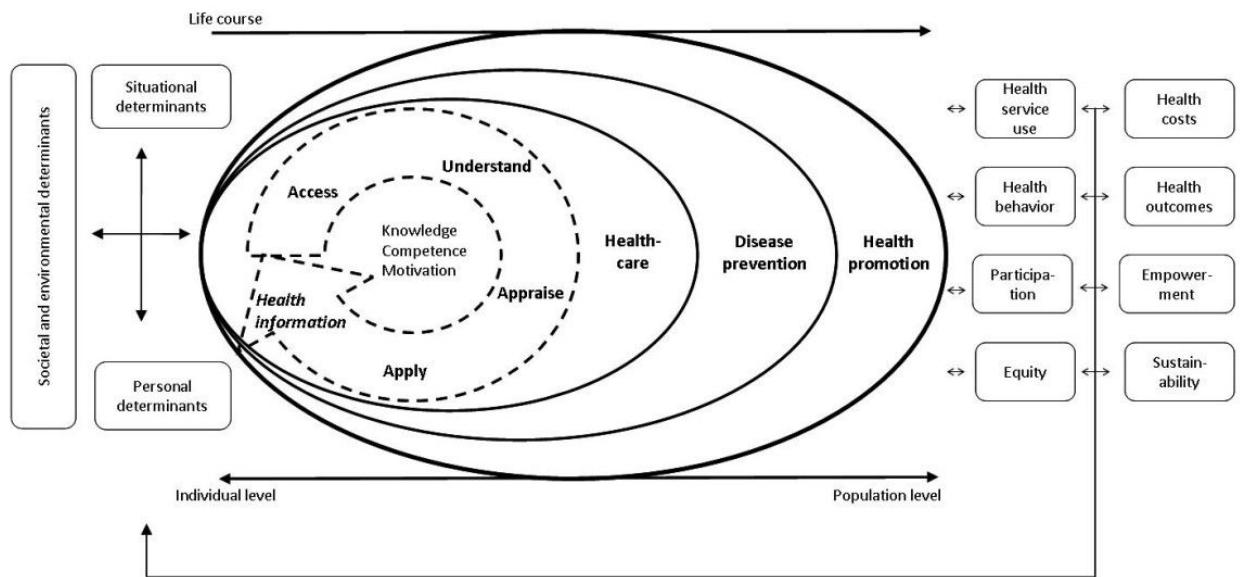 Life course
Societal and environmental determinants
Situational
determinants
Personal
determinants
Access
Understand
Knowledge
Competence
Motivation
Appraise
Health
information
Apply
Health-
care
Disease
prevention
Health
promotion
Individual level
Population level
Health
service
use
Health
costs
Health
behavior
Health
outcomes
Participa-
tion
Empower-
ment
Equity
Sustain-
ability